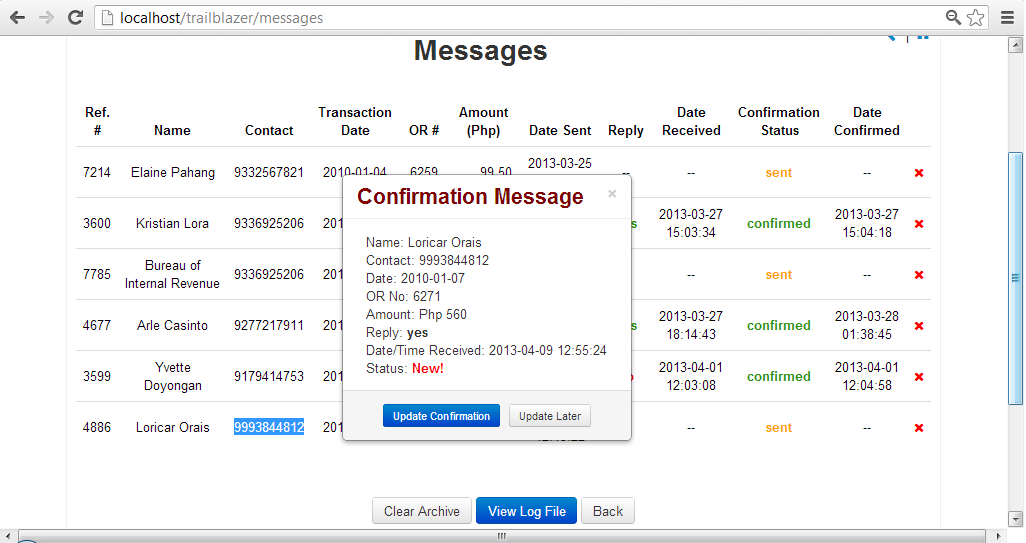 localhost/trailblazer/messages
Messages
Ref. # Name Contact Transaction Date OR # Amount (Php) Date Sent Reply Date Received Confirmation Status Date Confirmed
7214 Elaine Pahang 9332567821 2010-01-04 6259 99.50 2013-03-25 -- -- sent --
3600 Kristian Lora 9336925206 2013-03-27 15:03:34 confirmed 2013-03-27 15:04:18
7785 Bureau of Internal Revenue 9336925206 -- sent --
4677 Arle Casinto 9277217911 2013-03-27 18:14:43 confirmed 2013-03-28 01:38:45
3599 Yvette Doyongan 9179414753 2013-04-01 12:03:08 confirmed 2013-04-01 12:04:58
4886 Loricar Orais 9993844812 -- sent --
Confirmation Message ×
Name: Loricar Orais
Contact: 9993844812
Date: 2010-01-07
OR No: 6271
Amount: Php 560
Reply: yes
Date/Time Received: 2013-04-09 12:55:24
Status: New!
Update Confirmation Update Later
Clear Archive View Log File Back